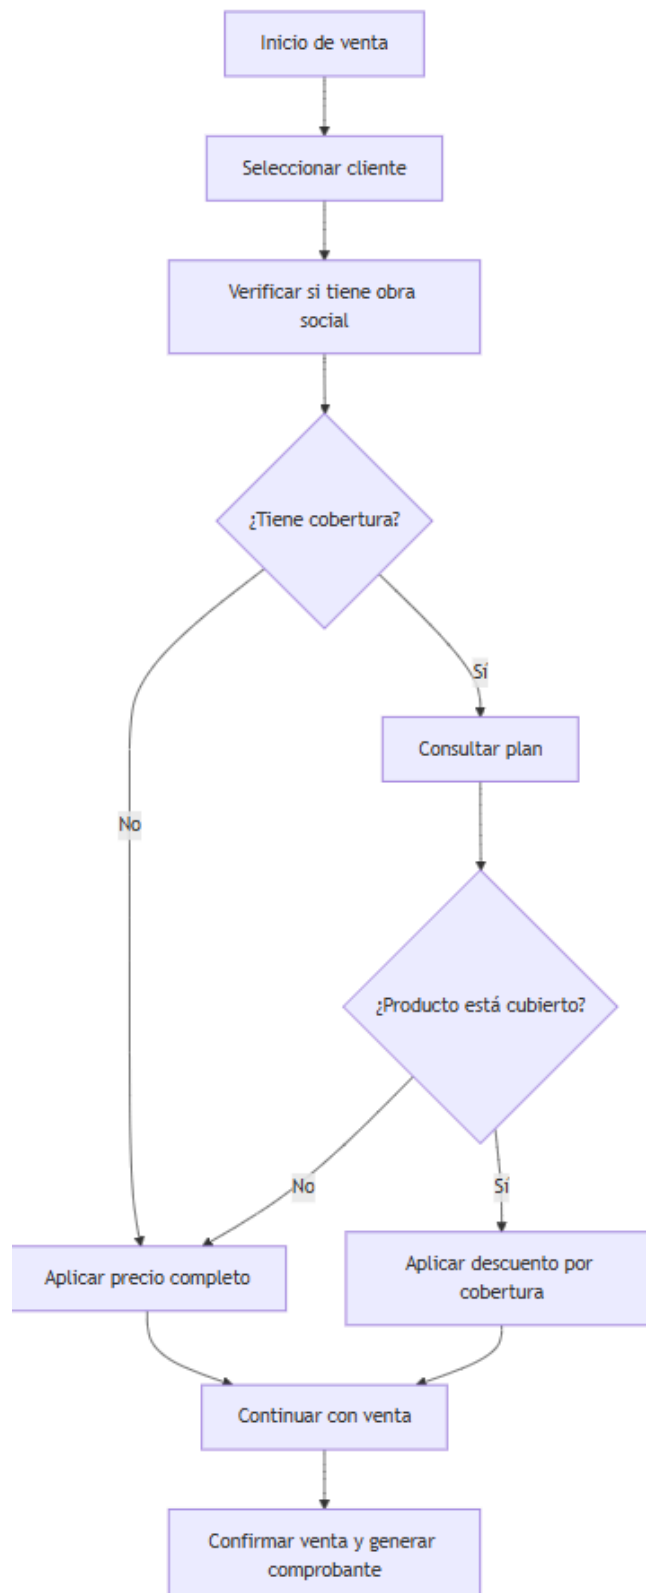 Inicio de venta
Seleccionar cliente
Verificar si tiene obra
social
¿Tiene cobertura?
Sí
Consultar plan
No
¿Producto está cubierto?
No
Sí
Aplicar precio completo
Aplicar descuento por
cobertura
Continuar con venta
Confirmar venta y generar
comprobante